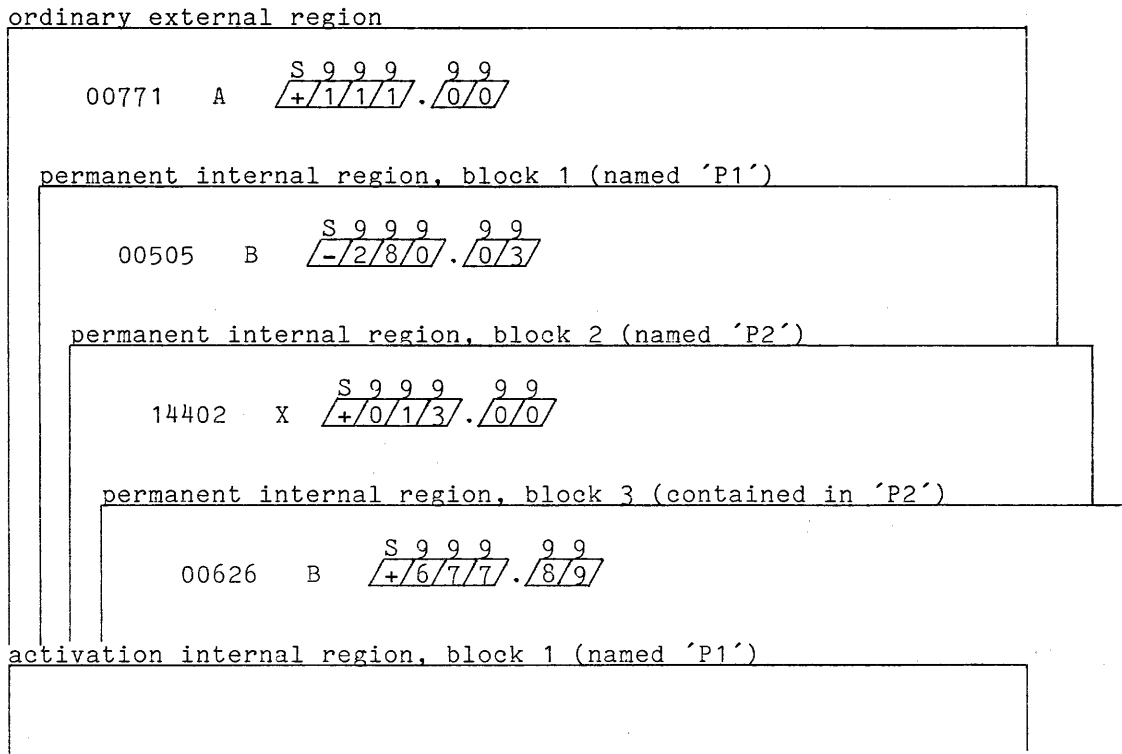 ordinary external region
S 9 9 9 9 9
00771 A /+/1/1/1/./0/0/
permanent internal region, block 1 (named ´P1´)
S 9 9 9 9 9
00505 B /-/2/8/0/./0/3/
permanent internal region, block 2 (named ´P2´)
S 9 9 9 9 9
14402 X /+/0/1/3/./0/0/
permanent internal region, block 3 (contained in ´P2´)
S 9 9 9 9 9
00626 B /+/6/7/7/./8/9/
activation internal region, block 1 (named ´P1´)